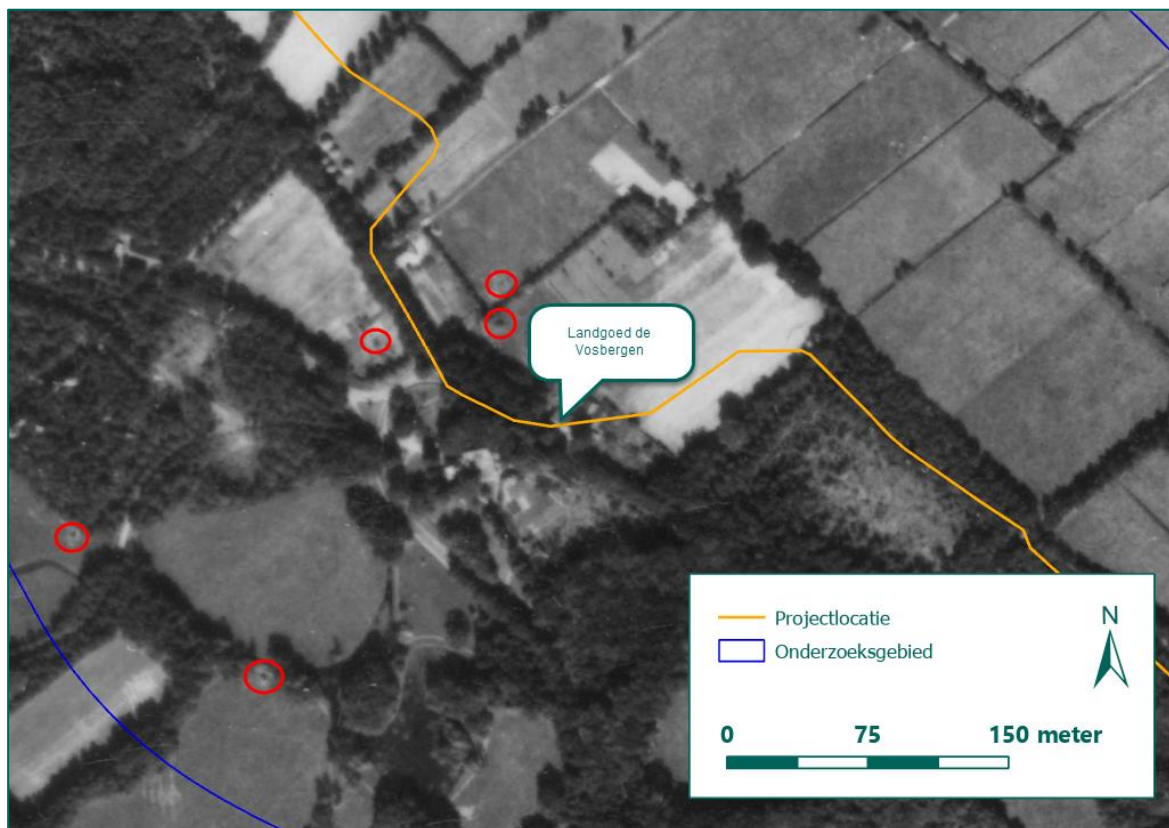 Landgoed de
Vosbergen
Projectlocatie
Onderzoeksgebied
N
0 75 150 meter